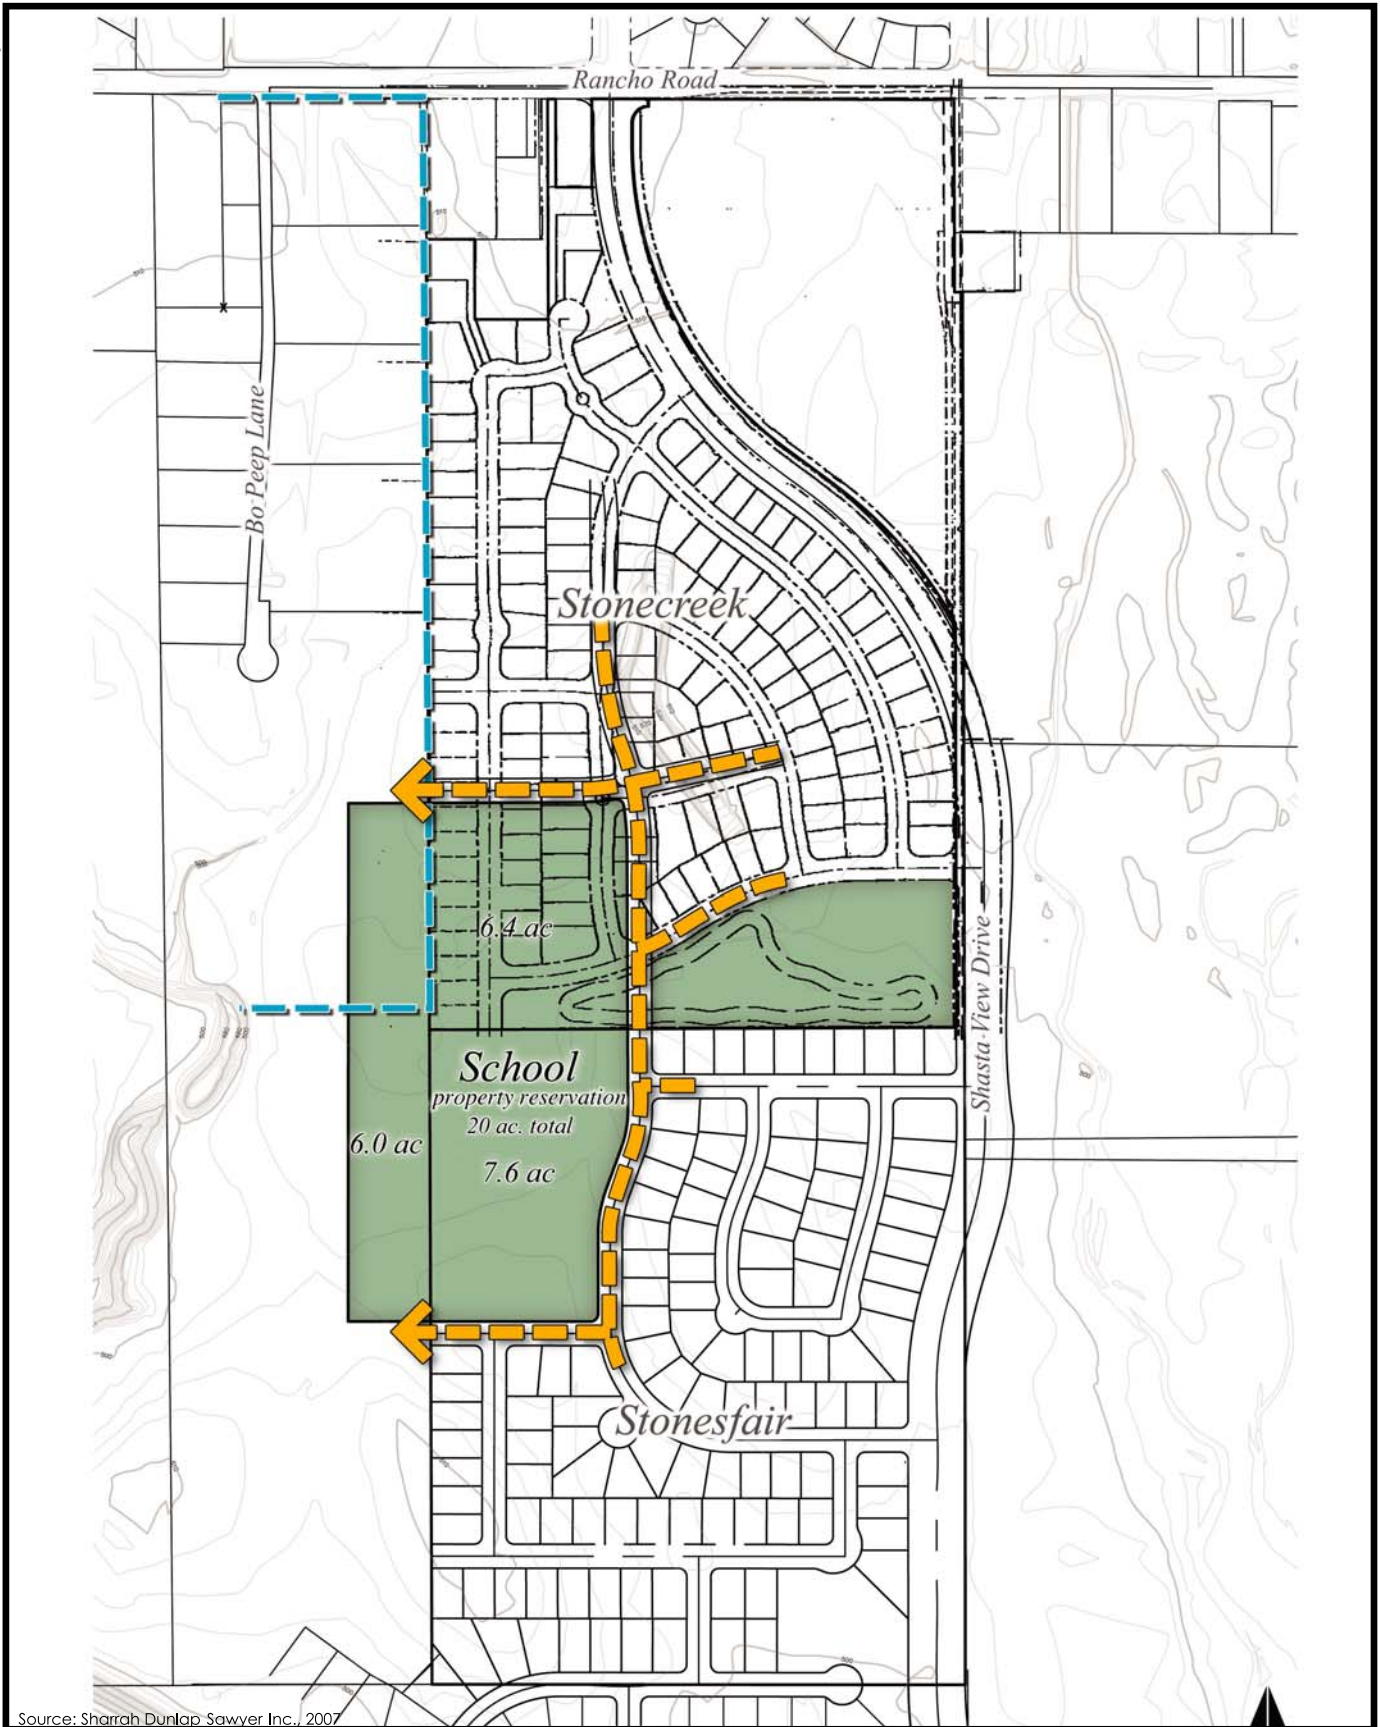 Rancho Road
Bo Peep Lane
Stonecreek
6.4 ac
Shasta View Drive
School
property reservation
20 ac. total
6.0 ac
7.6 ac
Stonesfair
Source: Sharrah Dunlap Sawyer Inc., 2007